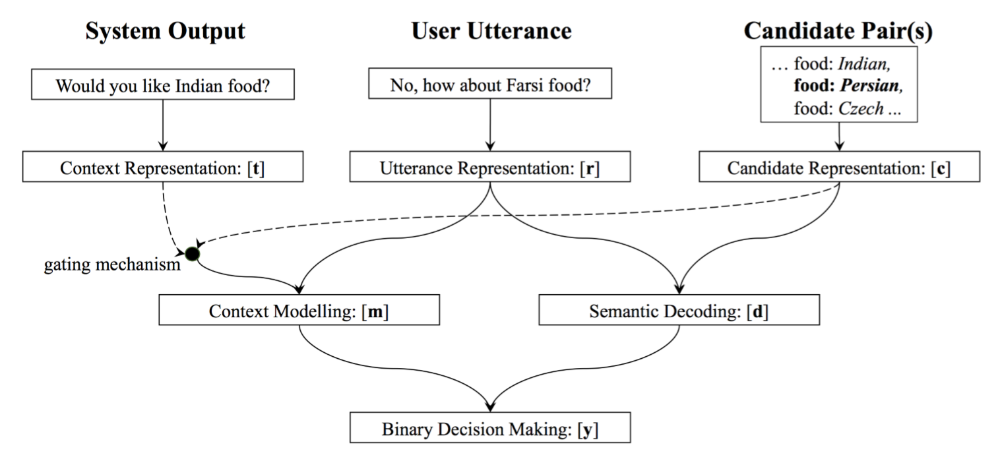 System Output
User Utterance
Candidate Pair(s)
Would you like Indian food?
No, how about Farsi food?
... food: Indian,
food: Persian,
food: Czech ...
Context Representation: [t]
Utterance Representation: [r]
Candidate Representation: [c]
gating mechanism
Context Modelling: [m]
Semantic Decoding: [d]
Binary Decision Making: [y]